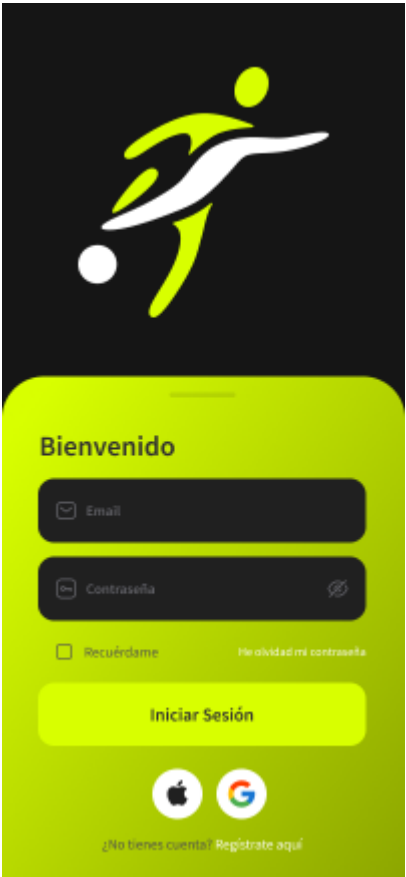 Bienvenido
Email
Contraseña
Recuérdame
He olvidad mi contraseña
Iniciar Sesión
¿No tienes cuenta? Regístrate aquí